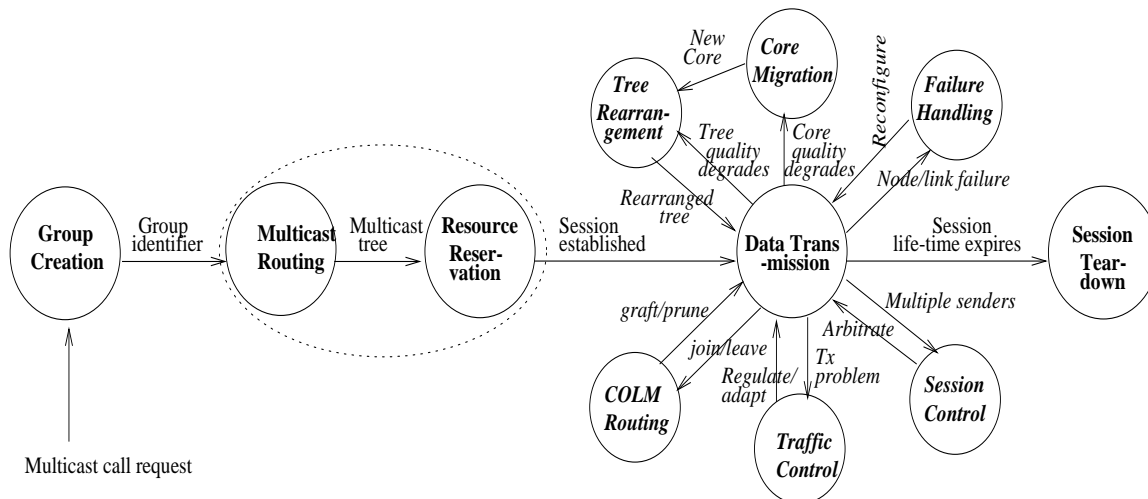 New
Core
Core
Migration
Tree
Rearran-
gement
Failure
Handling
Reconfigure
Tree
quality
degrades
Core
quality
degrades
Rearranged
tree
Node/link failure
Group
Creation
Group
identifier
Multicast
Routing
Multicast
tree
Resource
Reser-
vation
Session
established
Data Trans
-mission
Session
life-time expires
Session
Tear-
down
graft/prune
join/leave
Regulate/
adapt
Tx
problem
Multiple senders
Arbitrate
COLM
Routing
Traffic
Control
Session
Control
Multicast call request